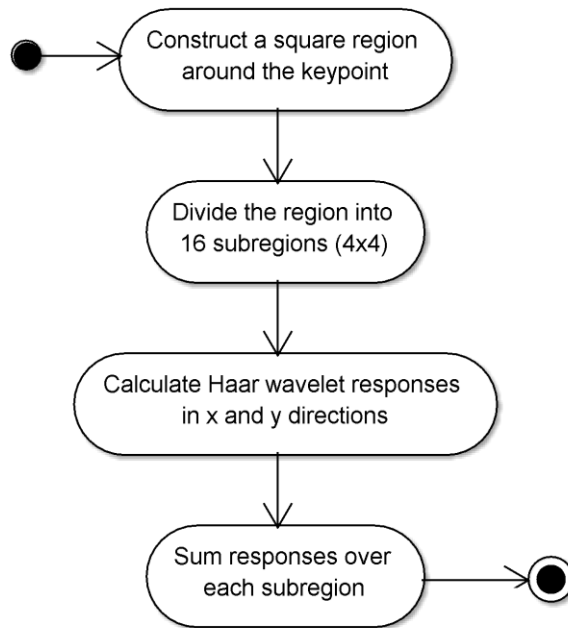 Construct a square region
around the keypoint
Divide the region into
16 subregions (4x4)
Calculate Haar wavelet responses
in x and y directions
Sum responses over
each subregion